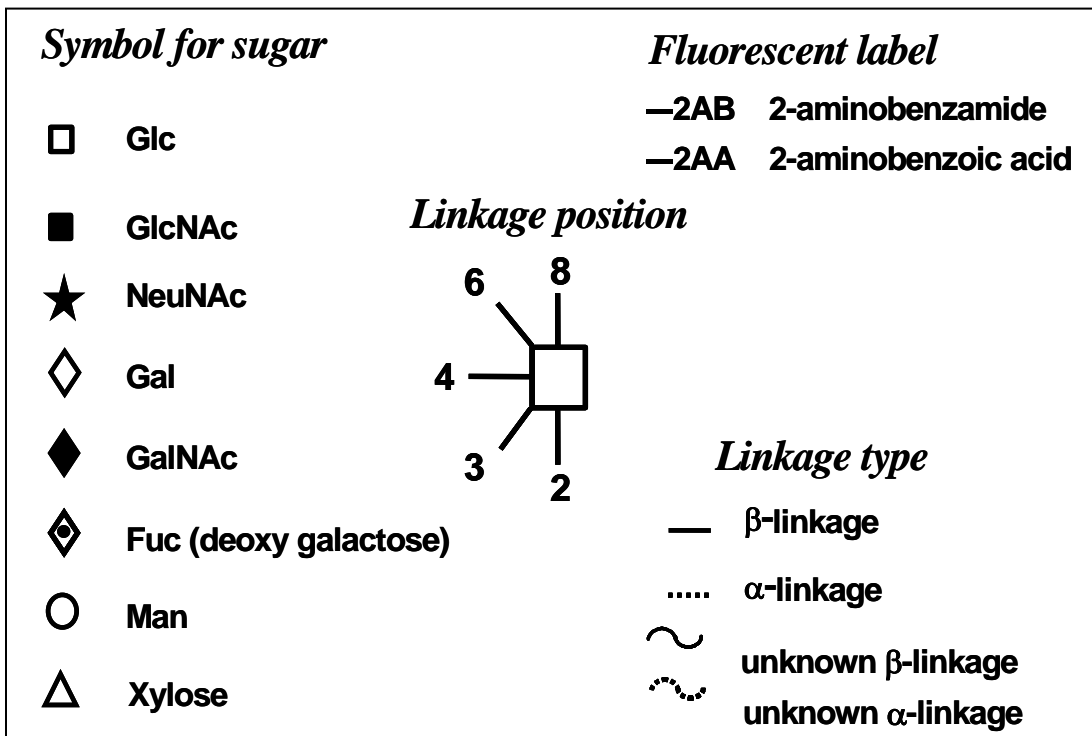 Symbol for sugar
Glc
GlcNAc
NeuNAc
Gal
GalNAc
Fuc (deoxy galactose)
Man
Xylose
Fluorescent label
—2AB 2-aminobenzamide
—2AA 2-aminobenzoic acid
Linkage position
6 8
4
3 2
Linkage type
β-linkage
α-linkage
unknown β-linkage
unknown α-linkage